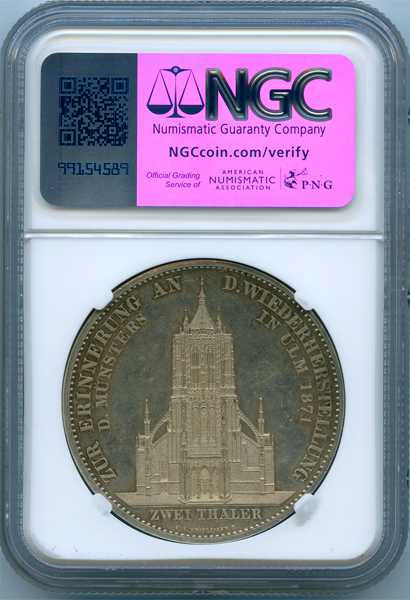 NGC
Numismatic Guaranty Company
NGCcoin.com/verify
99154589
Official Grading
Service of
AMERICAN
NUMISMATIC
ASSOCIATION
P·N·G
ZUR ERINNERUNG AN D. WIEDERHERSTELLUNG
D. MÜNSTERS IN ULM 1871
ZWEI THALER